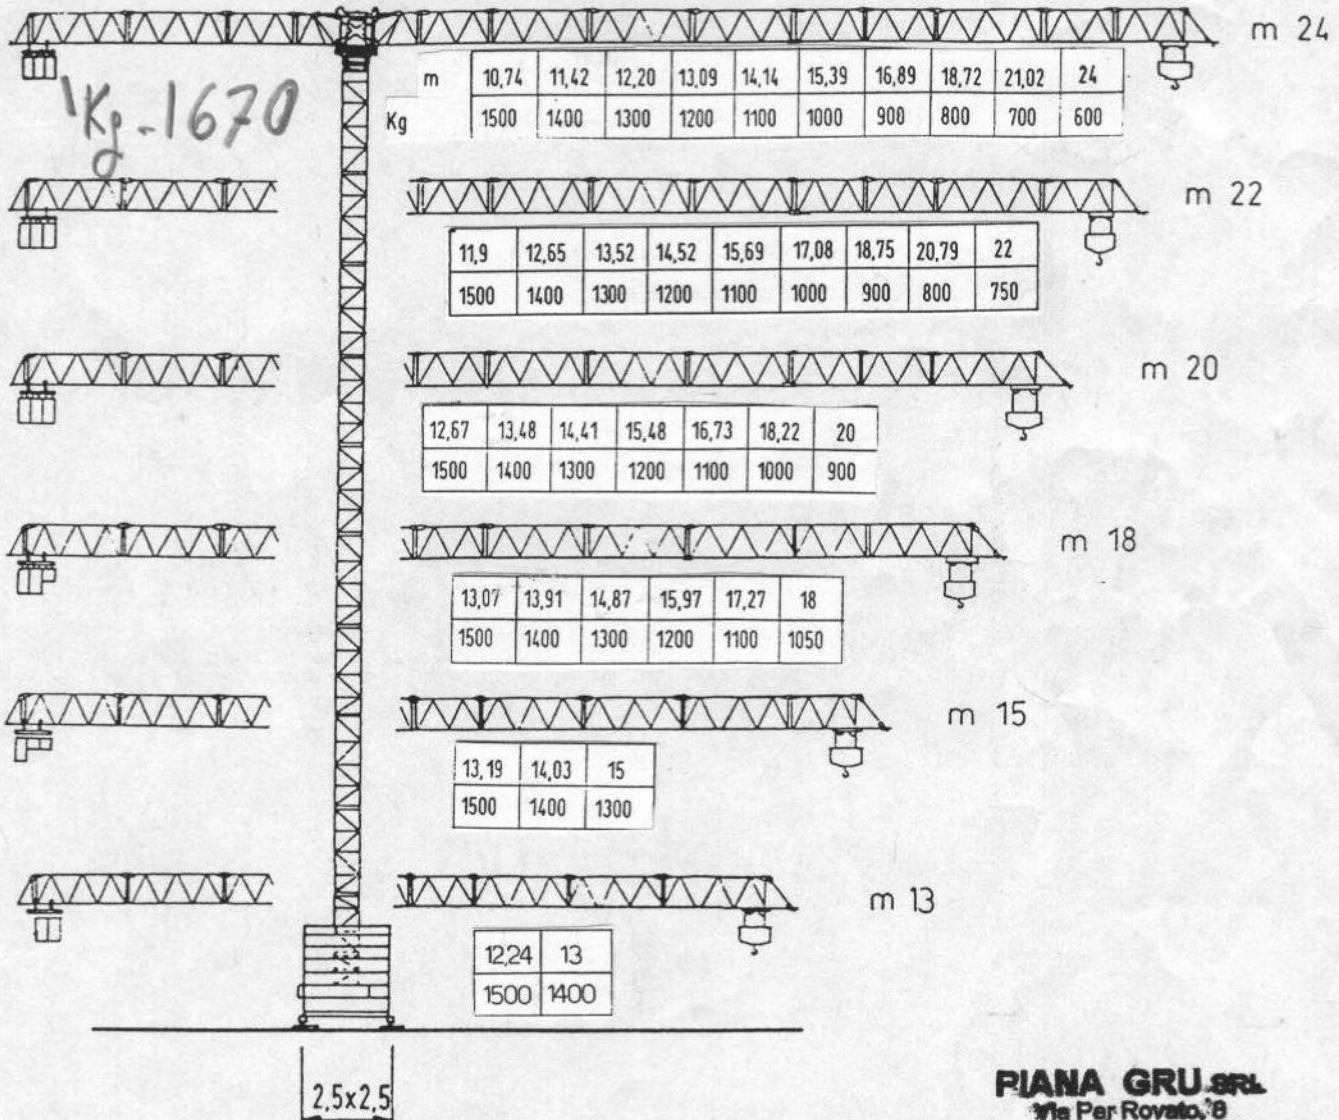 m 24
m 10,74 11,42 12,20 13,09 14,14 15,39 16,89 18,72 21,02 24
Kg 1500 1400 1300 1200 1100 1000 900 800 700 600
Kg-1670
m 22
11,9 12,65 13,52 14,52 15,69 17,08 18,75 20,79 22
1500 1400 1300 1200 1100 1000 900 800 750
m 20
12,67 13,48 14,41 15,48 16,73 18,22 20
1500 1400 1300 1200 1100 1000 900
m 18
13,07 13,91 14,87 15,97 17,27 18
1500 1400 1300 1200 1100 1050
m 15
13,19 14,03 15
1500 1400 1300
m 13
12,24 13
1500 1400
2,5x2,5
PIANA GRU SRL
Via Per Rovato,